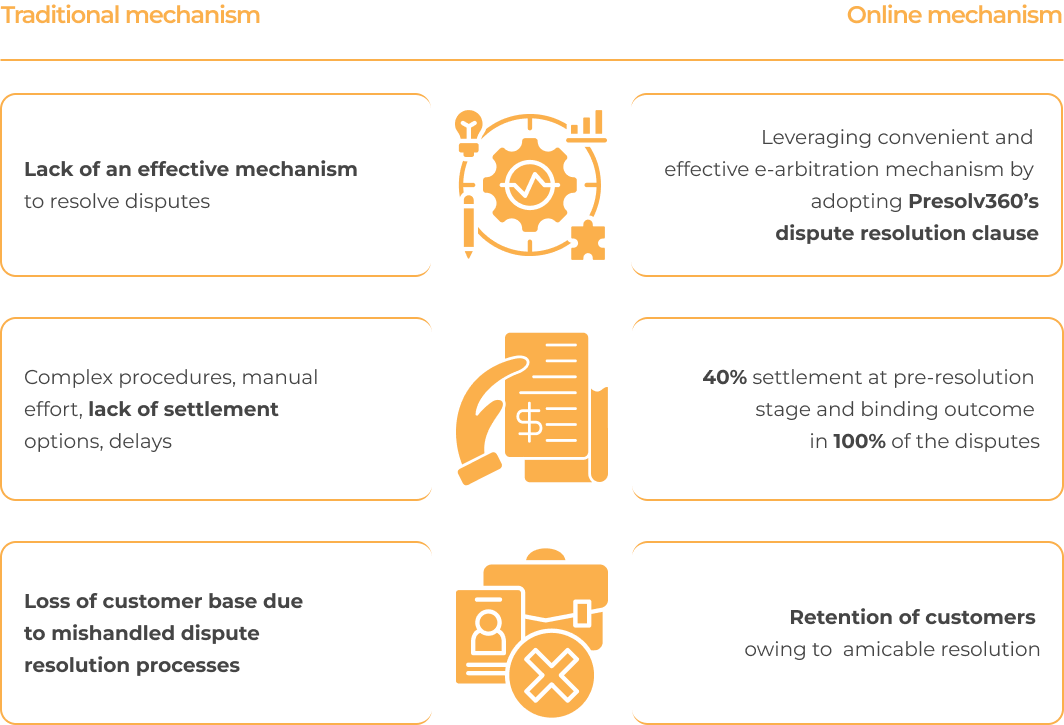 Traditional mechanism
Online mechanism
Lack of an effective mechanism
to resolve disputes
Leveraging convenient and
effective e-arbitration mechanism by
adopting Presolv360’s
dispute resolution clause
Complex procedures, manual
effort, lack of settlement
options, delays
$
40% settlement at pre-resolution
stage and binding outcome
in 100% of the disputes
Loss of customer base due
to mishandled dispute
resolution processes
Retention of customers
owing to  amicable resolution